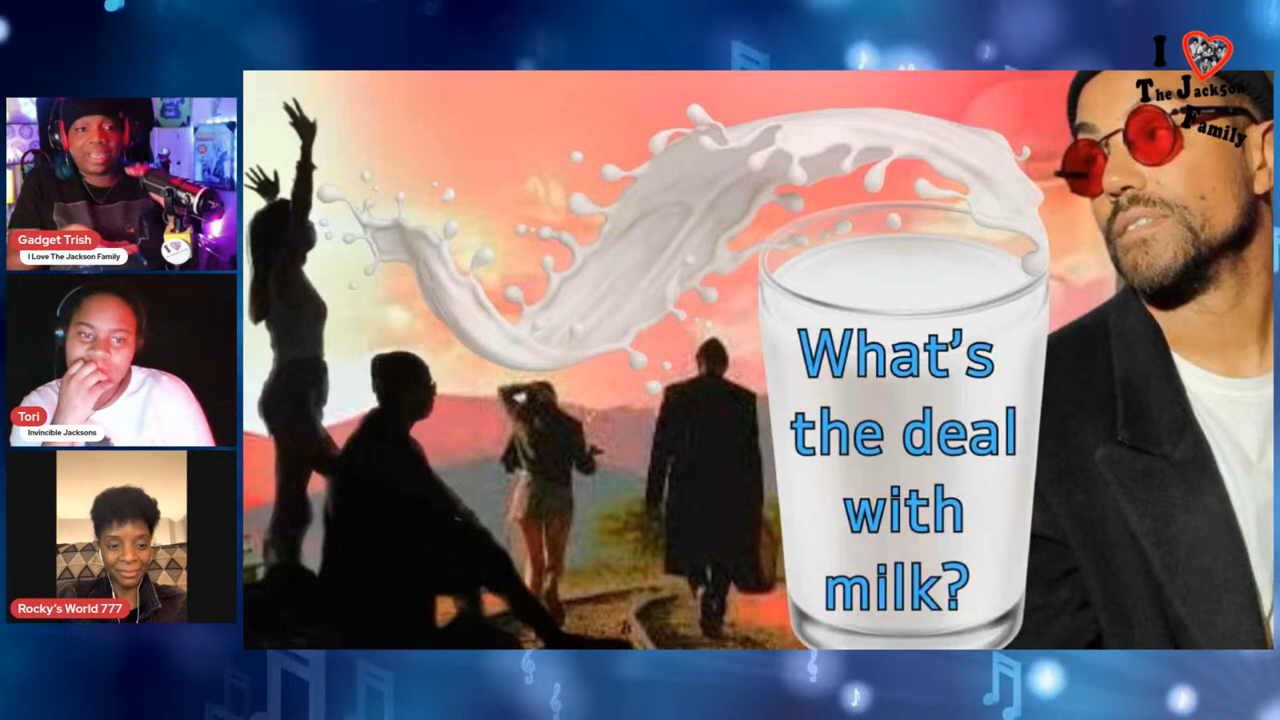 I
The Jack5on
Family
Gadget Trish
I Love The Jackson Family
Tori
Invincible Jacksons
Rocky's World 777
What's
the deal
with
milk?